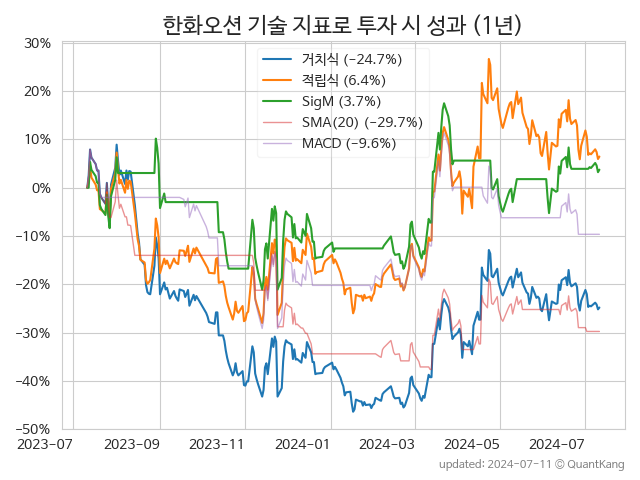 한화오션 기술 지표로 투자 시 성과 (1년)
30%
20%
10%
0%
−10%
−20%
−30%
−40%
−50%
거치식 (−24.7%)
적립식 (6.4%)
SigM (3.7%)
SMA(20) (−29.7%)
MACD (−9.6%)
2023-07
2023-09
2023-11
2024-01
2024-03
2024-05
2024-07
updated: 2024-07-11 © QuantKang